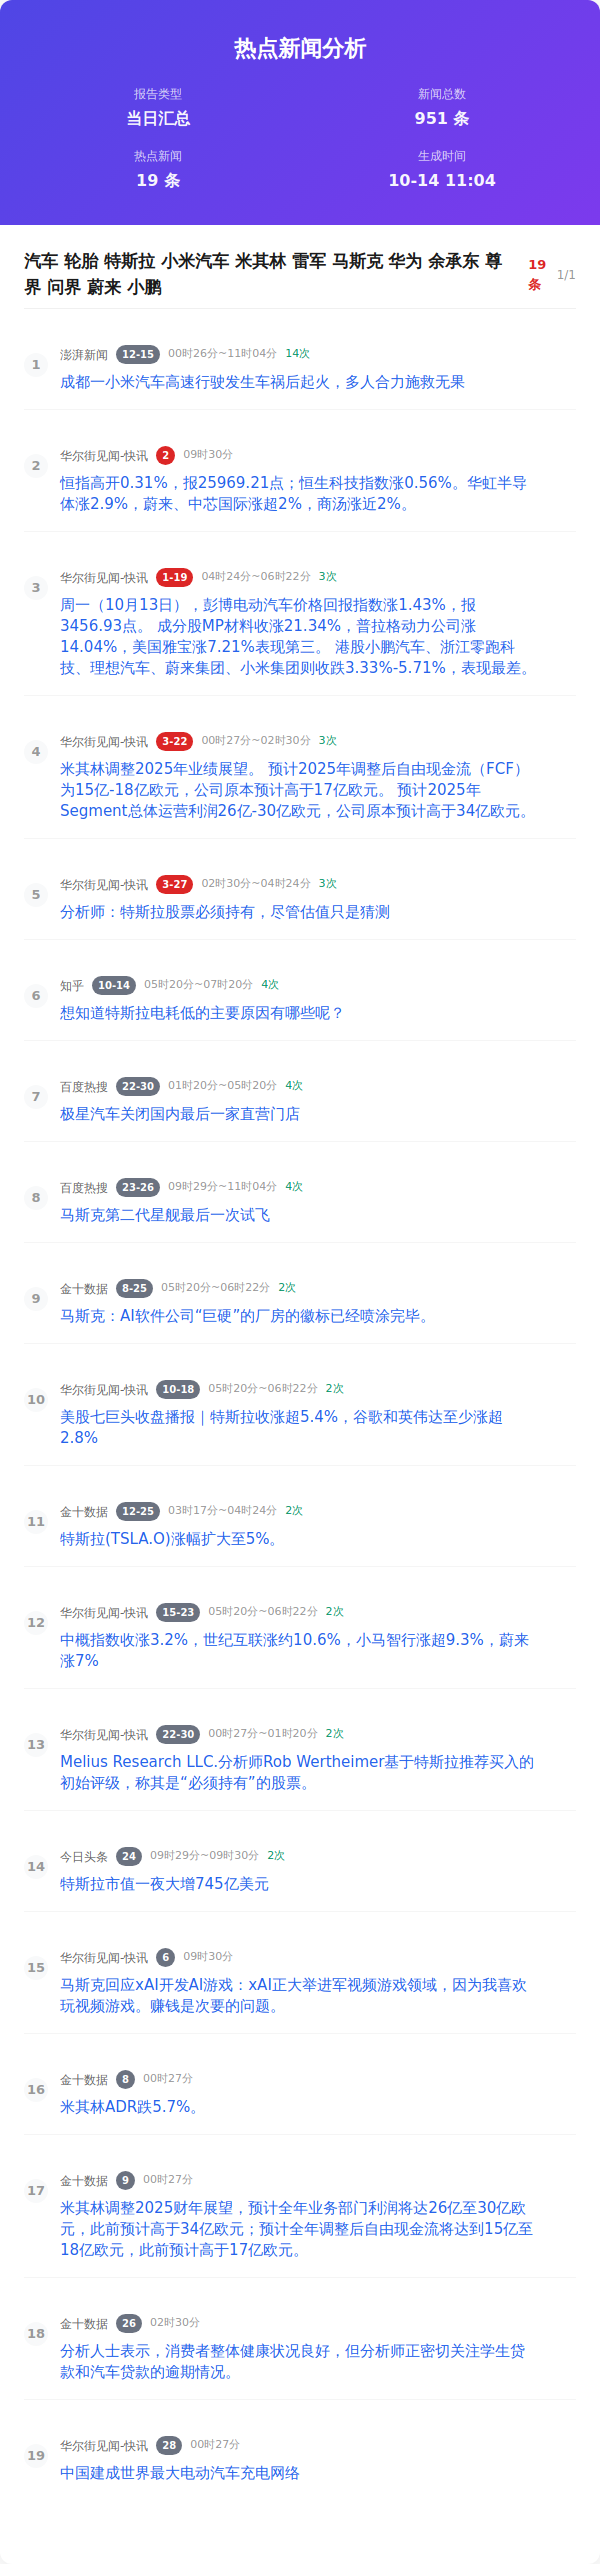 热点新闻分析
报告类型
新闻总数
当日汇总
951 条
热点新闻
生成时间
19 条
10-14 11:04
汽车 轮胎 特斯拉 小米汽车 米其林 雷军 马斯克 华为 余承东 尊
界 问界 蔚来 小鹏
19
条
1/1
1
澎湃新闻 12-15 00时26分~11时04分 14次
成都一小米汽车高速行驶发生车祸后起火，多人合力施救无果
2
华尔街见闻-快讯 2 09时30分
恒指高开0.31%，报25969.21点；恒生科技指数涨0.56%。华虹半导
体涨2.9%，蔚来、中芯国际涨超2%，商汤涨近2%。
3
华尔街见闻-快讯 1-19 04时24分~06时22分 3次
周一（10月13日），彭博电动汽车价格回报指数涨1.43%，报
3456.93点。 成分股MP材料收涨21.34%，普拉格动力公司涨
14.04%，美国雅宝涨7.21%表现第三。 港股小鹏汽车、浙江零跑科
技、理想汽车、蔚来集团、小米集团则收跌3.33%-5.71%，表现最差。
4
华尔街见闻-快讯 3-22 00时27分~02时30分 3次
米其林调整2025年业绩展望。 预计2025年调整后自由现金流（FCF）
为15亿-18亿欧元，公司原本预计高于17亿欧元。 预计2025年
Segment总体运营利润26亿-30亿欧元，公司原本预计高于34亿欧元。
5
华尔街见闻-快讯 3-27 02时30分~04时24分 3次
分析师：特斯拉股票必须持有，尽管估值只是猜测
6
知乎 10-14 05时20分~07时20分 4次
想知道特斯拉电耗低的主要原因有哪些呢？
7
百度热搜 22-30 01时20分~05时20分 4次
极星汽车关闭国内最后一家直营门店
8
百度热搜 23-26 09时29分~11时04分 4次
马斯克第二代星舰最后一次试飞
9
金十数据 8-25 05时20分~06时22分 2次
马斯克：AI软件公司“巨硬”的厂房的徽标已经喷涂完毕。
10
华尔街见闻-快讯 10-18 05时20分~06时22分 2次
美股七巨头收盘播报｜特斯拉收涨超5.4%，谷歌和英伟达至少涨超
2.8%
11
金十数据 12-25 03时17分~04时24分 2次
特斯拉(TSLA.O)涨幅扩大至5%。
12
华尔街见闻-快讯 15-23 05时20分~06时22分 2次
中概指数收涨3.2%，世纪互联涨约10.6%，小马智行涨超9.3%，蔚来
涨7%
13
华尔街见闻-快讯 22-30 00时27分~01时20分 2次
Melius Research LLC.分析师Rob Wertheimer基于特斯拉推荐买入的
初始评级，称其是“必须持有”的股票。
14
今日头条 24 09时29分~09时30分 2次
特斯拉市值一夜大增745亿美元
15
华尔街见闻-快讯 6 09时30分
马斯克回应xAI开发AI游戏：xAI正大举进军视频游戏领域，因为我喜欢
玩视频游戏。赚钱是次要的问题。
16
金十数据 8 00时27分
米其林ADR跌5.7%。
17
金十数据 9 00时27分
米其林调整2025财年展望，预计全年业务部门利润将达26亿至30亿欧
元，此前预计高于34亿欧元；预计全年调整后自由现金流将达到15亿至
18亿欧元，此前预计高于17亿欧元。
18
金十数据 26 02时30分
分析人士表示，消费者整体健康状况良好，但分析师正密切关注学生贷
款和汽车贷款的逾期情况。
19
华尔街见闻-快讯 28 00时27分
中国建成世界最大电动汽车充电网络